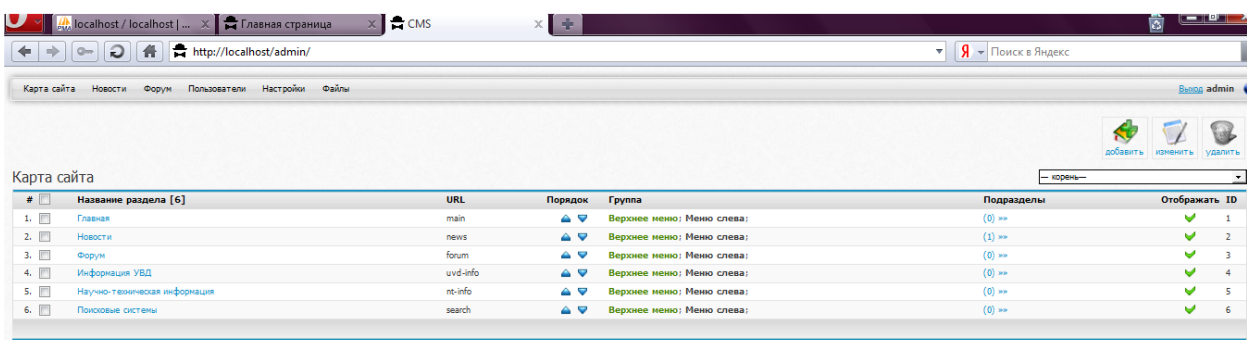 localhost / localhost | ... Главная страница CMS
http://localhost/admin/ Поиск в Яндекс
Карта сайта Новости Форум Пользователи Настройки Файлы Выход admin
добавить изменить удалить
Карта сайта — корень—
# Название раздела [6] URL Порядок Группа Подразделы Отображать ID
1. Главная main Верхнее меню; Меню слева; (0) »» 1
2. Новости news Верхнее меню; Меню слева; (1) »» 2
3. Форум forum Верхнее меню; Меню слева; (0) »» 3
4. Информация УВД uvd-info Верхнее меню; Меню слева; (0) »» 4
5. Научно-техническая информация nt-info Верхнее меню; Меню слева; (0) »» 5
6. Поисковые системы search Верхнее меню; Меню слева; (0) »» 6